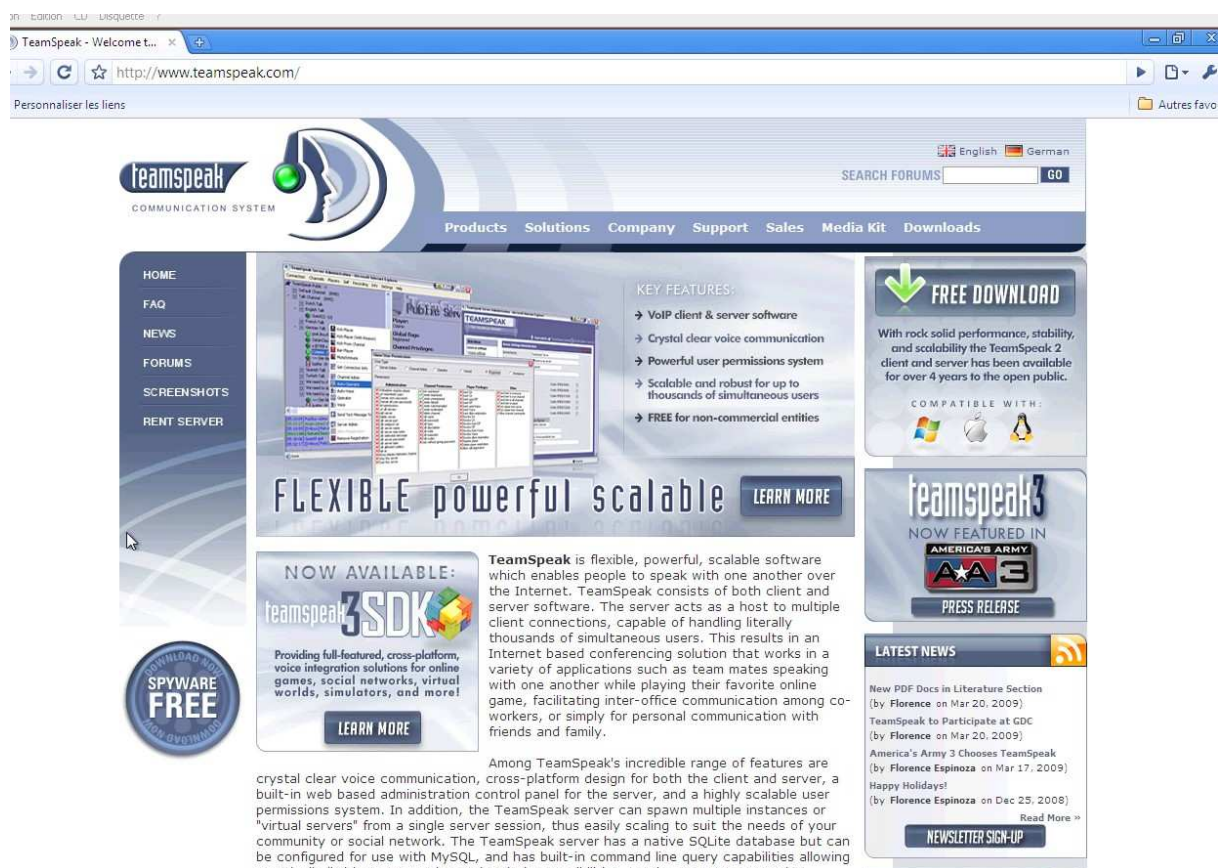 Edition CD Disquette ?
TeamSpeak - Welcome t...
http://www.teamspeak.com/
Personnaliser les liens
Autres favo
teamspeak
COMMUNICATION SYSTEM
English German
SEARCH FORUMS GO
Products Solutions Company Support Sales Media Kit Downloads
HOME
FAQ
NEWS
FORUMS
SCREENSHOTS
RENT SERVER
KEY FEATURES:
VoIP client & server software
Crystal clear voice communication
Powerful user permissions system
Scalable and robust for up to
thousands of simultaneous users
FREE for non-commercial entities
FLEXIBLE powerful scalable
LEARN MORE
FREE DOWNLOAD
With rock solid performance, stability,
and scalability the TeamSpeak 2
client and server has been available
for over 4 years to the open public.
COMPATIBLE WITH:
teamspeak3
NOW FEATURED IN
AMERICA'S ARMY
AA3
PRESS RELEASE
SPYWARE
FREE
DOWNLOAD NOW
DOWNLOAD NOW
NOW AVAILABLE:
teamspeak3SDK
Providing full-featured, cross-platform,
voice integration solutions for online
games, social networks, virtual
worlds, simulators, and more!
LEARN MORE
TeamSpeak is flexible, powerful, scalable software
which enables people to speak with one another over
the Internet. TeamSpeak consists of both client and
server software. The server acts as a host to multiple
client connections, capable of handling literally
thousands of simultaneous users. This results in an
Internet based conferencing solution that works in a
variety of applications such as team mates speaking
with one another while playing their favorite online
game, facilitating inter-office communication among co-
workers, or simply for personal communication with
friends and family.
Among TeamSpeak's incredible range of features are
crystal clear voice communication, cross-platform design for both the client and server, a
built-in web based administration control panel for the server, and a highly scalable user
permissions system. In addition, the TeamSpeak server can spawn multiple instances or
"virtual servers" from a single server session, thus easily scaling to suit the needs of your
community or social network. The TeamSpeak server has a native SQLite database but can
be configured for use with MySQL, and has built-in command line query capabilities allowing
LATEST NEWS
New PDF Docs in Literature Section
(by Florence on Mar 20, 2009)
TeamSpeak to Participate at GDC
(by Florence on Mar 20, 2009)
America's Army 3 Chooses TeamSpeak
(by Florence Espinoza on Mar 17, 2009)
Happy Holidays!
(by Florence Espinoza on Dec 25, 2008)
Read More »
NEWSLETTER SIGN-UP